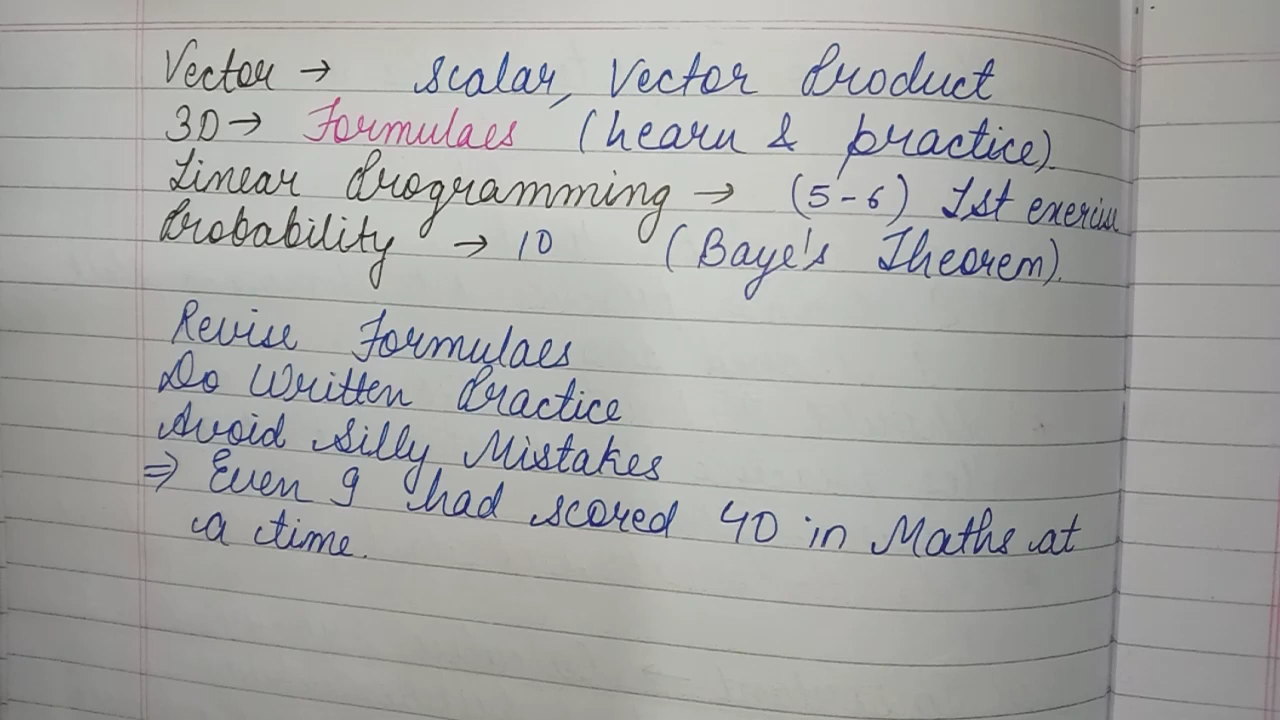 Vector → Scalar, Vector Product
3D → Formulaes (Learn & practice).
Linear Programming → (5-6) 1st exercise
Probability → 10 (Baye's Theorem).
Revise Formulaes
Do Written Practice
Avoid Silly Mistakes
⇒ Even I had scored 40 in Maths at
a time.